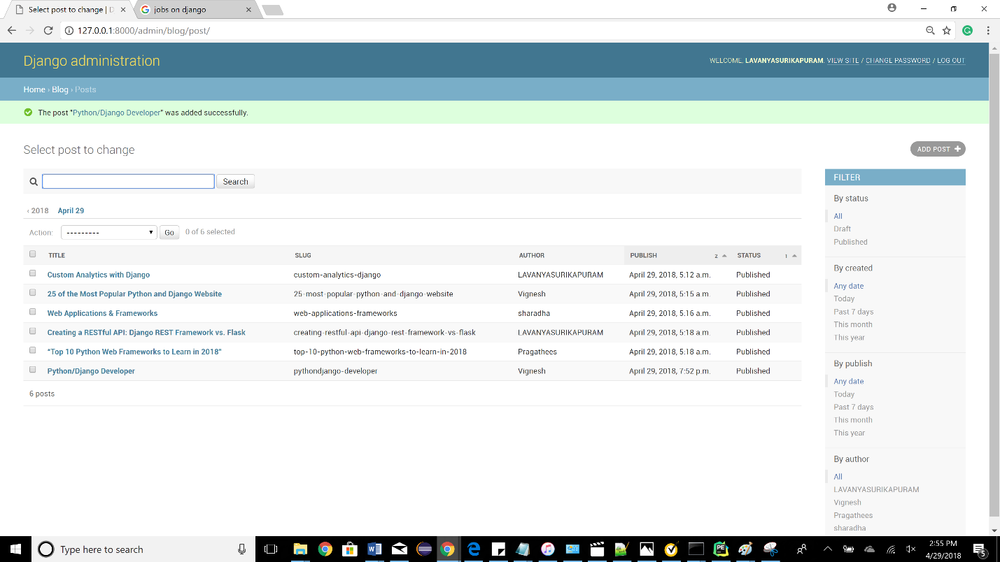 Select post to change | D
jobs on django
127.0.0.1:8000/admin/blog/post/
Django administration
WELCOME, LAVANYASURIKAPURAM. VIEW SITE / CHANGE PASSWORD / LOG OUT
Home › Blog › Posts
The post "Python/Django Developer" was added successfully.
Select post to change
ADD POST +
Search
‹ 2018 April 29
Action: --------- Go 0 of 6 selected
TITLE SLUG AUTHOR PUBLISH 2 STATUS 1
Custom Analytics with Django custom-analytics-django LAVANYASURIKAPURAM April 29, 2018, 5:12 a.m. Published
25 of the Most Popular Python and Django Website 25-most-popular-python-and-django-website Vignesh April 29, 2018, 5:15 a.m. Published
Web Applications & Frameworks web-applications-frameworks sharadha April 29, 2018, 5:16 a.m. Published
Creating a RESTful API: Django REST Framework vs. Flask creating-restful-api-django-rest-framework-vs-flask LAVANYASURIKAPURAM April 29, 2018, 5:18 a.m. Published
"Top 10 Python Web Frameworks to Learn in 2018" top-10-python-web-frameworks-to-learn-in-2018 Pragathees April 29, 2018, 5:18 a.m. Published
Python/Django Developer pythondjango-developer Vignesh April 29, 2018, 7:52 p.m. Published
6 posts
FILTER
By status
All
Draft
Published
By created
Any date
Today
Past 7 days
This month
This year
By publish
Any date
Today
Past 7 days
This month
This year
By author
All
LAVANYASURIKAPURAM
Vignesh
Pragathees
sharadha
Type here to search
2:55 PM
4/29/2018
5